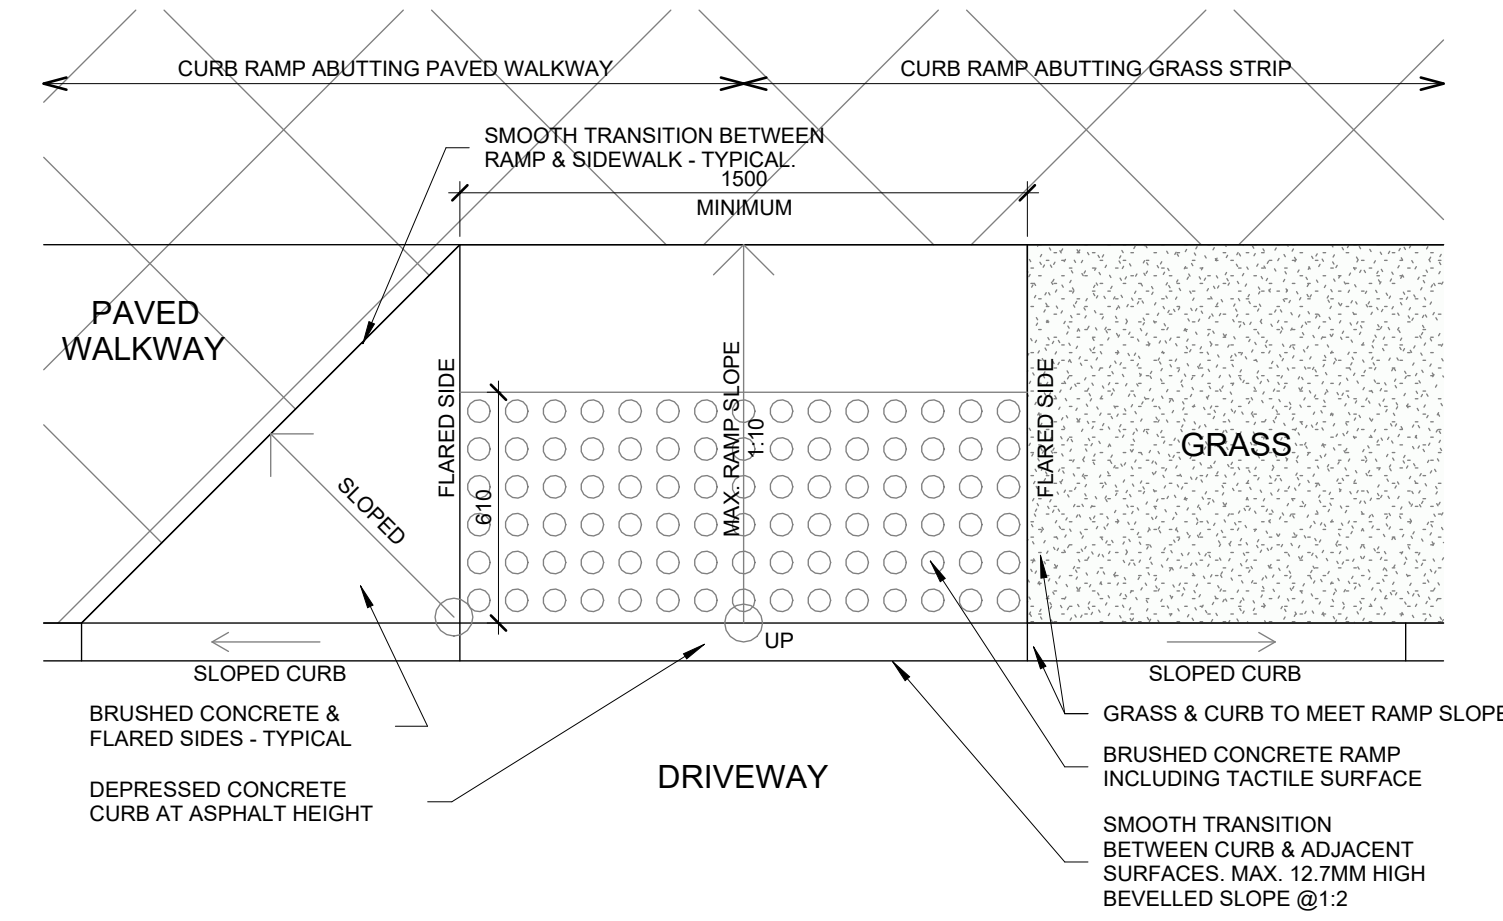 CURB RAMP ABUTTING PAVED WALKWAY
CURB RAMP ABUTTING GRASS STRIP
SMOOTH TRANSITION BETWEEN
RAMP & SIDEWALK - TYPICAL.
1500
MINIMUM
PAVED
WALKWAY
FLARED SIDE
SLOPED
610
MAX. RAMP SLOPE
1:10
FLARED SIDE
GRASS
UP
SLOPED CURB
SLOPED CURB
BRUSHED CONCRETE &
FLARED SIDES - TYPICAL
DEPRESSED CONCRETE
CURB AT ASPHALT HEIGHT
DRIVEWAY
GRASS & CURB TO MEET RAMP SLOPE
BRUSHED CONCRETE RAMP
INCLUDING TACTILE SURFACE
SMOOTH TRANSITION
BETWEEN CURB & ADJACENT
SURFACES. MAX. 12.7MM HIGH
BEVELLED SLOPE @1:2